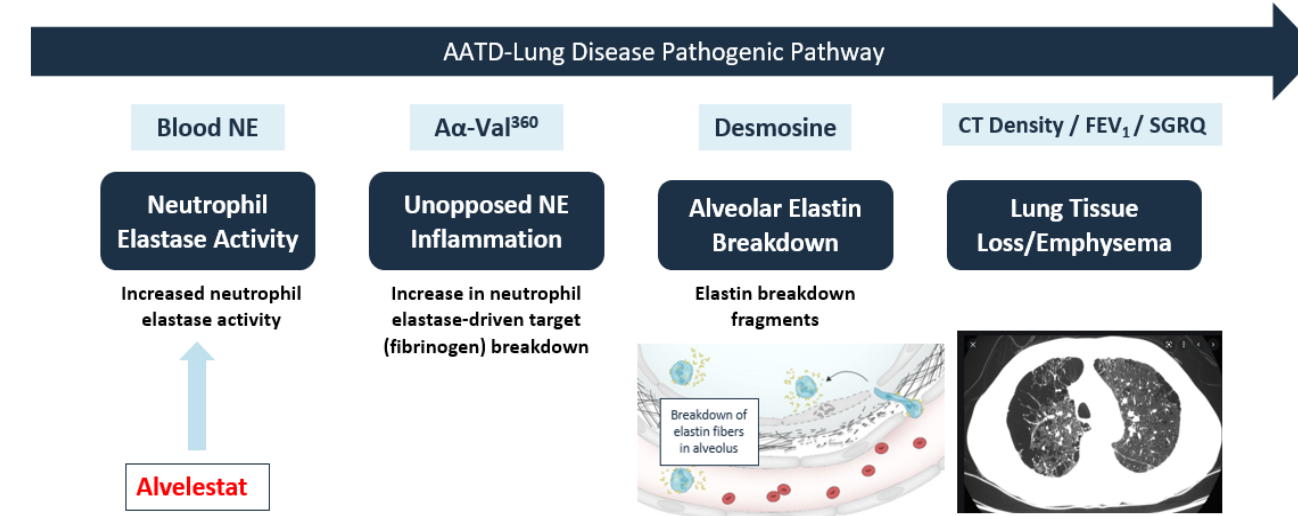 AATD-Lung Disease Pathogenic Pathway
Blood NE
Aα-Val³⁶⁰
Desmosine
CT Density / FEV₁ / SGRQ
Neutrophil
Elastase Activity
Unopposed NE
Inflammation
Alveolar Elastin
Breakdown
Lung Tissue
Loss/Emphysema
Increased neutrophil
elastase activity
Increase in neutrophil
elastase-driven target
(fibrinogen) breakdown
Elastin breakdown
fragments
Breakdown of
elastin fibers
in alveolus
Alvelestat